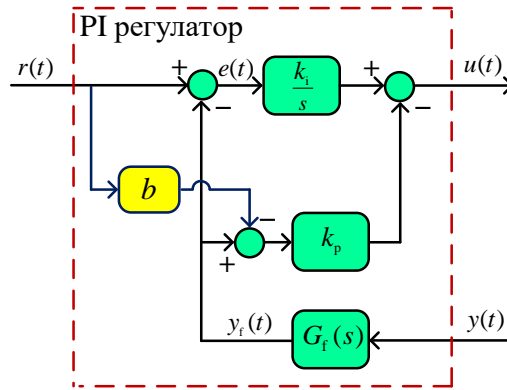 PI регулатор
r(t)
+
e(t)
k_i/s
+
u(t)
−
−
b
−
+
k_p
y_f(t)
G_f(s)
y(t)